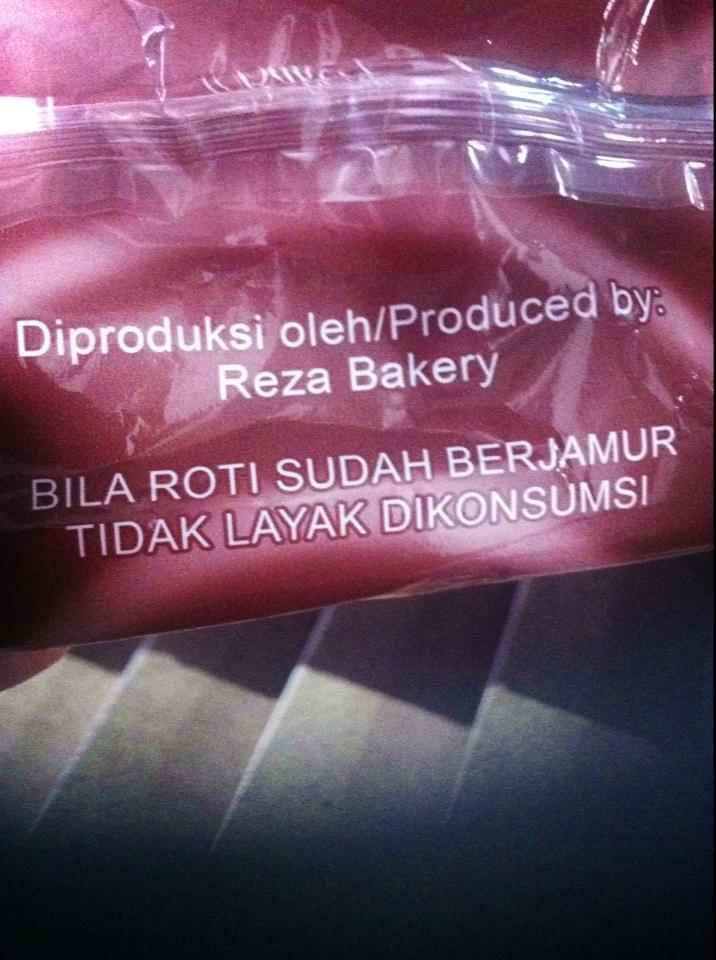 Diproduksi oleh/Produced by:
Reza Bakery
BILA ROTI SUDAH BERJAMUR
TIDAK LAYAK DIKONSUMSI